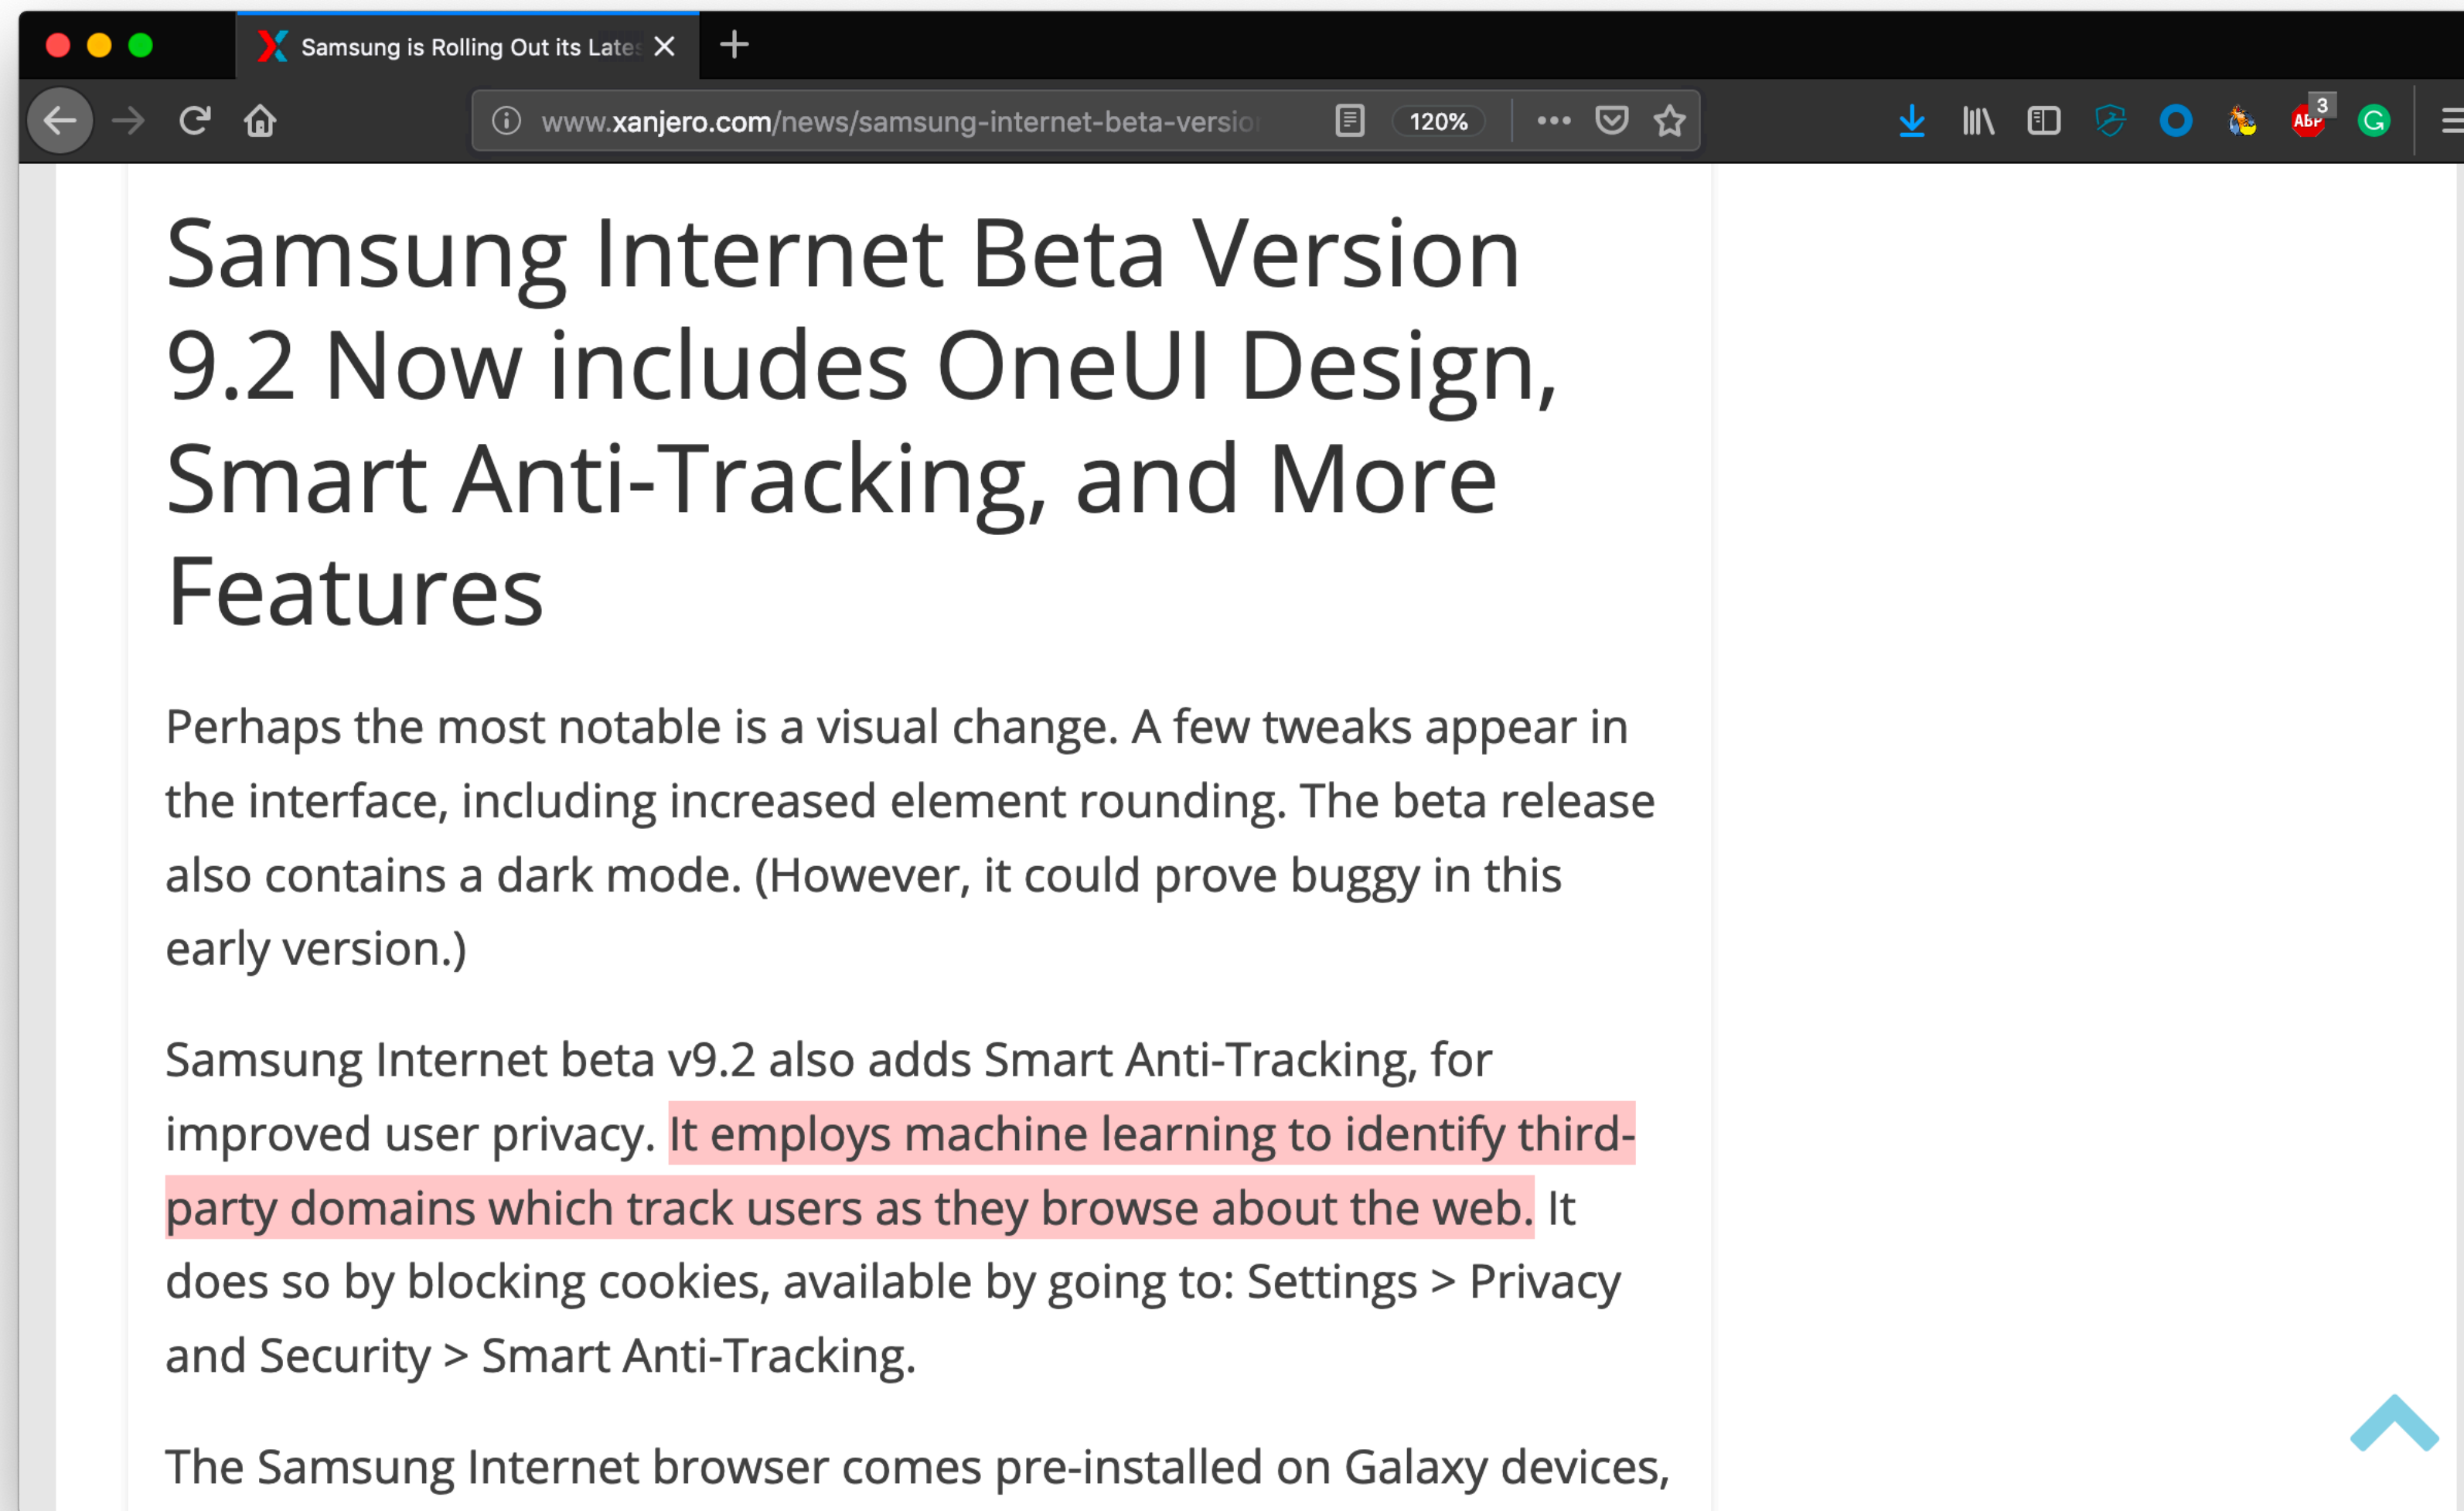 Samsung is Rolling Out its Lates
www.xanjero.com/news/samsung-internet-beta-version
120%
ABP
3
G
Samsung Internet Beta Version
9.2 Now includes OneUI Design,
Smart Anti-Tracking, and More
Features
Perhaps the most notable is a visual change. A few tweaks appear in
the interface, including increased element rounding. The beta release
also contains a dark mode. (However, it could prove buggy in this
early version.)
Samsung Internet beta v9.2 also adds Smart Anti-Tracking, for
improved user privacy. It employs machine learning to identify third-
party domains which track users as they browse about the web. It
does so by blocking cookies, available by going to: Settings > Privacy
and Security > Smart Anti-Tracking.
The Samsung Internet browser comes pre-installed on Galaxy devices,